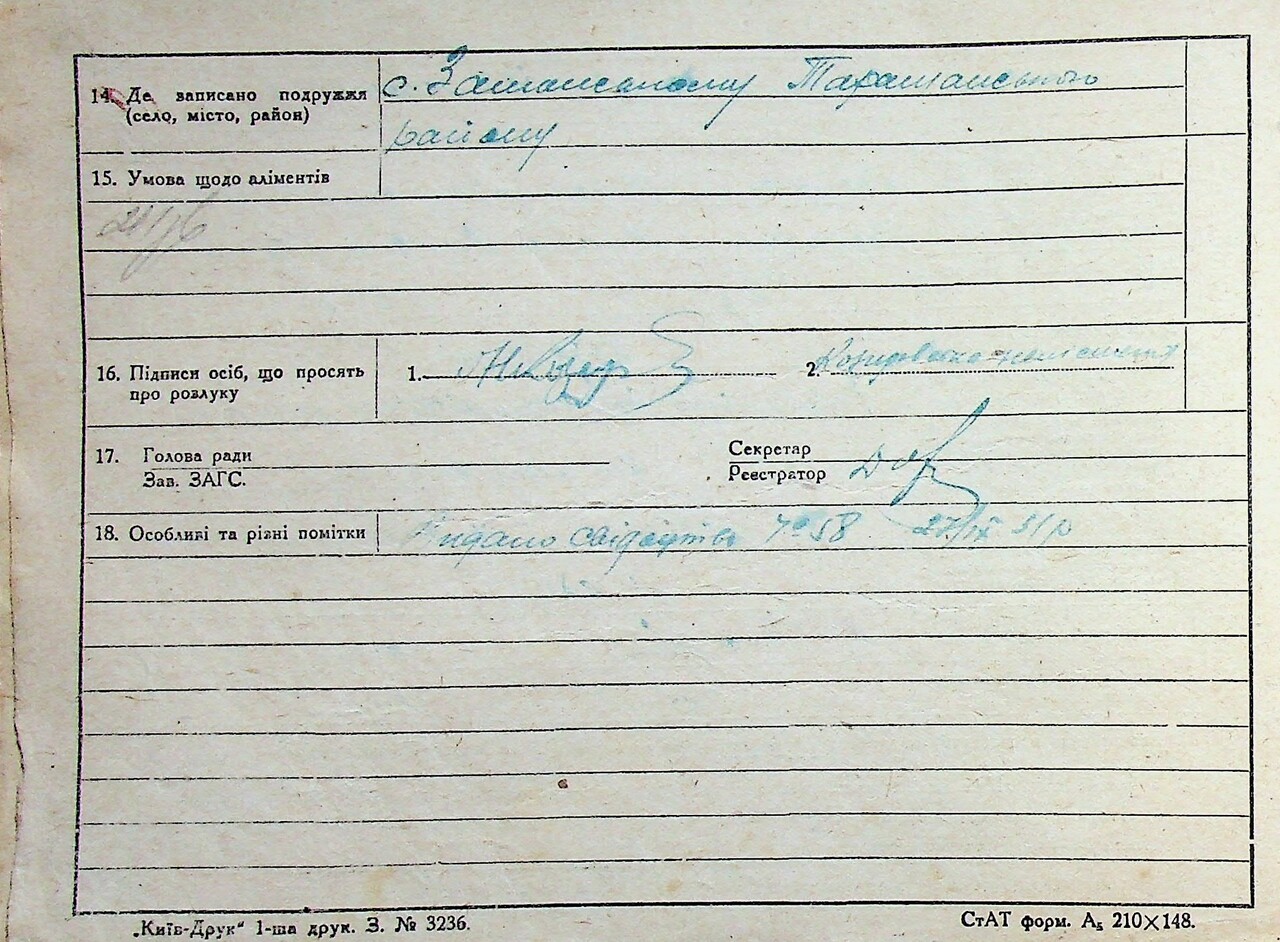 14. Де записано подружжя
(село, місто, район)
с. Таращанського
району
15. Умова щодо аліментів
16. Підписи осіб, що просять
про розлуку
1.
2. неписьменна
17. Голова ради
Зав. ЗАГС.
Секретар
Реєстратор
18. Особливі та різні помітки
Видано свідоцтво № 58 27/IX 31 р
„Київ-Друк“ 1-ша друк. З. № 3236.
СтАТ форм. А₅ 210×148.